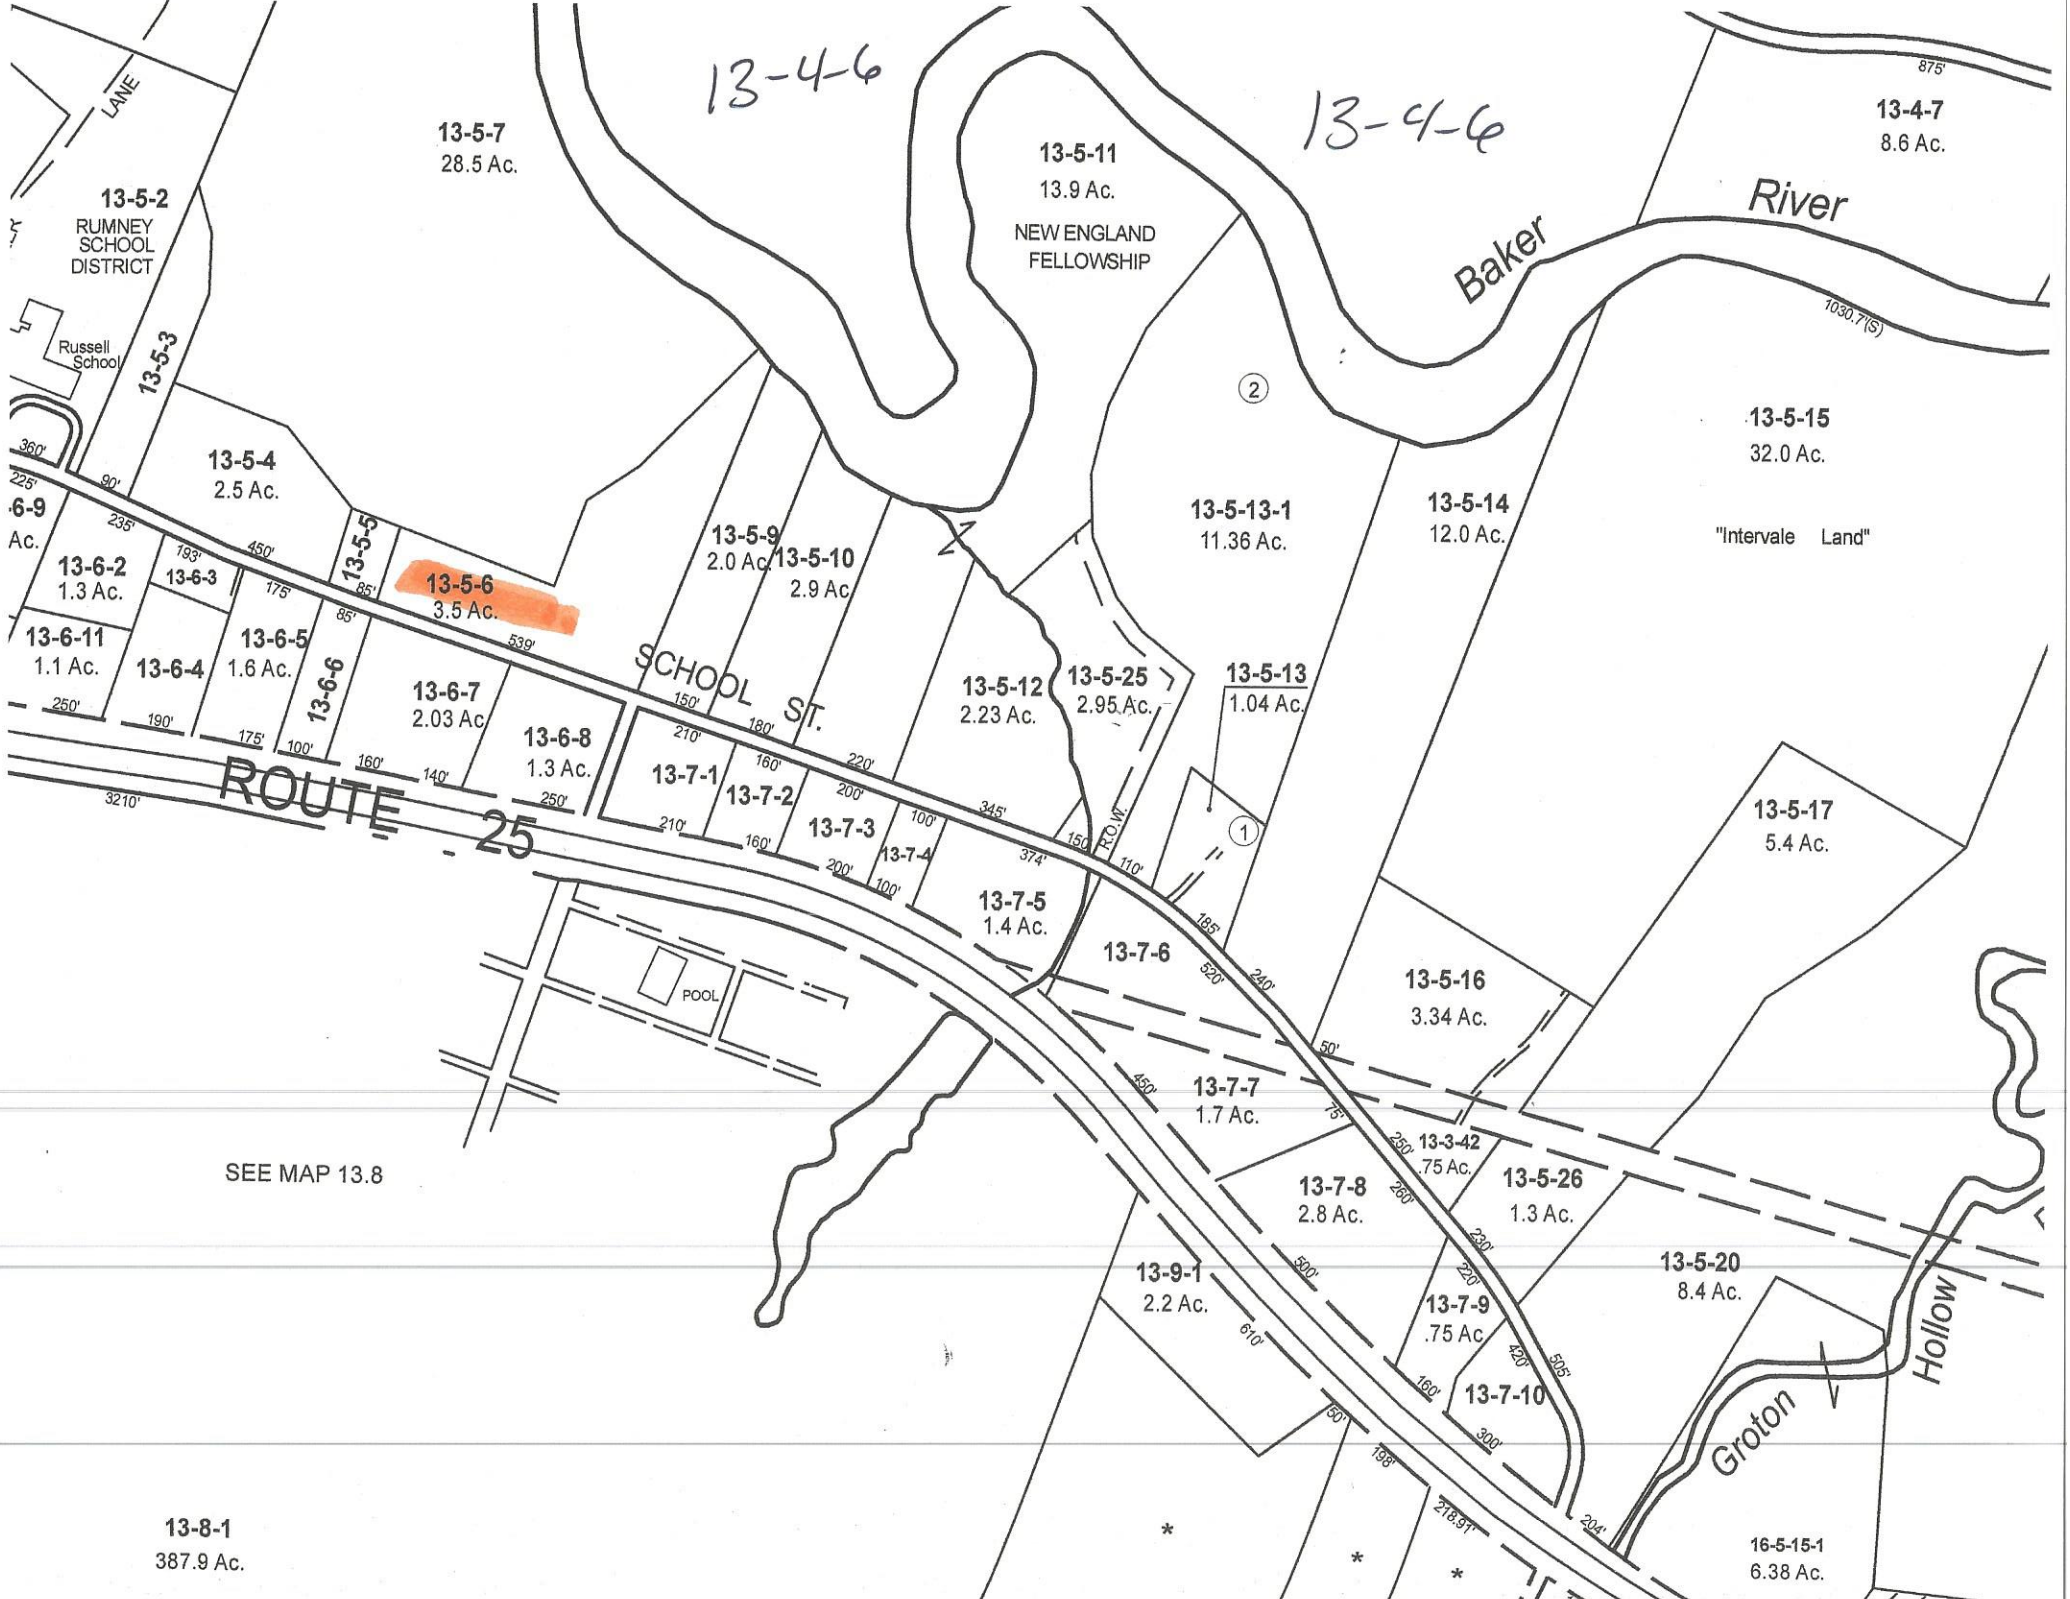 13-4-6
13-4-6
875'
13-4-7
8.6 Ac.
LANE
13-5-7
28.5 Ac.
13-5-11
13.9 Ac.
NEW ENGLAND
FELLOWSHIP
13-5-2
RUMNEY
SCHOOL
DISTRICT
Baker
River
1030.7'(S)
Russell
School
13-5-3
2
13-5-15
32.0 Ac.
"Intervale Land"
360'
225'
90'
235'
13-5-4
2.5 Ac.
450'
13-5-5
85'
13-5-6
3.5 Ac.
539'
13-5-9
2.0 Ac.
13-5-10
2.9 Ac.
13-5-13-1
11.36 Ac.
13-5-14
12.0 Ac.
-6-9
Ac.
13-6-2
1.3 Ac.
193'
13-6-3
175'
85'
13-6-11
1.1 Ac.
13-6-4
13-6-5
1.6 Ac.
13-6-6
13-6-7
2.03 Ac
13-6-8
1.3 Ac.
SCHOOL ST.
150'
180'
220'
345'
150'
110'
185'
240'
50'
13-5-12
2.23 Ac.
13-5-25
2.95 Ac.
13-5-13
1.04 Ac.
R.O.W.
1
250'
190'
175'
100'
160'
140'
250'
ROUTE 25
3210'
210'
160'
200'
100'
374'
13-7-1
13-7-2
13-7-3
13-7-4
13-7-5
1.4 Ac.
210'
160'
200'
100'
13-7-6
520'
13-5-17
5.4 Ac.
13-5-16
3.34 Ac.
POOL
450'
13-7-7
1.7 Ac.
75'
250'
13-3-42
.75 Ac.
13-5-26
1.3 Ac.
SEE MAP 13.8
13-7-8
2.8 Ac.
260'
230'
220'
13-9-1
2.2 Ac.
500'
610'
13-7-9
.75 Ac
420'
505'
13-5-20
8.4 Ac.
160'
13-7-10
300'
50'
198'
218.91'
204'
Groton
Hollow
13-8-1
387.9 Ac.
*
*
*
16-5-15-1
6.38 Ac.